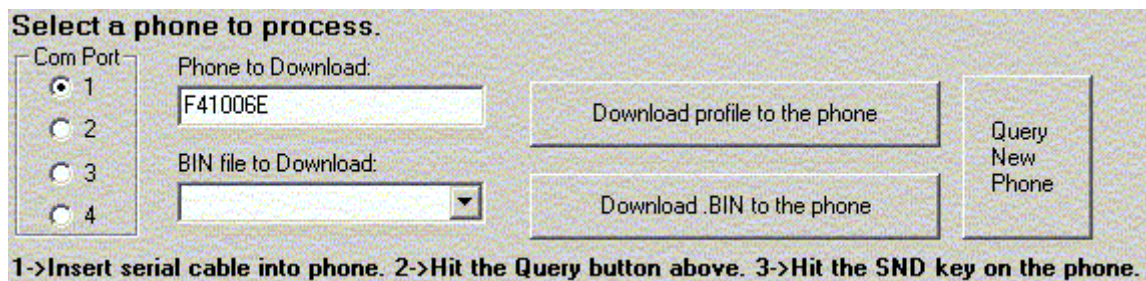 Select a phone to process.
Com Port
1
2
3
4
Phone to Download:
F41006E
BIN file to Download:
Download profile to the phone
Download .BIN to the phone
Query
New
Phone
1->Insert serial cable into phone. 2->Hit the Query button above. 3->Hit the SND key on the phone.